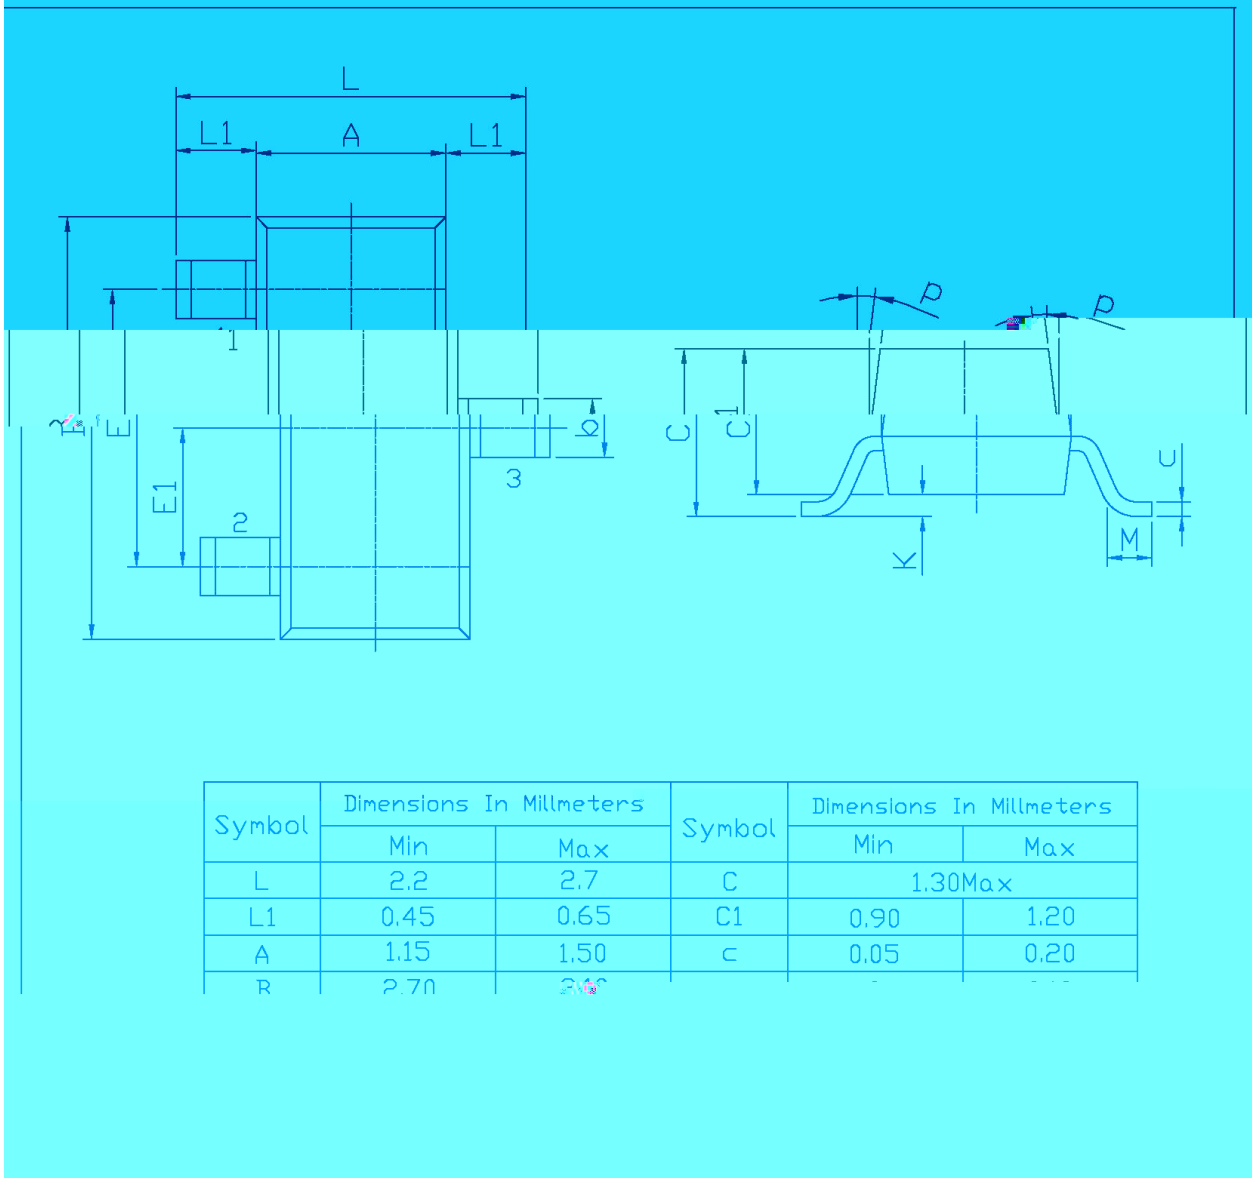 L
L1 A L1
p
p
1
E C C1 b
3 c
E1
2
M
K
Symbol Dimensions In Millmeters Symbol Dimensions In Millmeters
Min Max Min Max
L 2.2 2.7 C 1.30Max
L1 0.45 0.65 C1 0.90 1.20
A 1.15 1.50 c 0.05 0.20
2.70